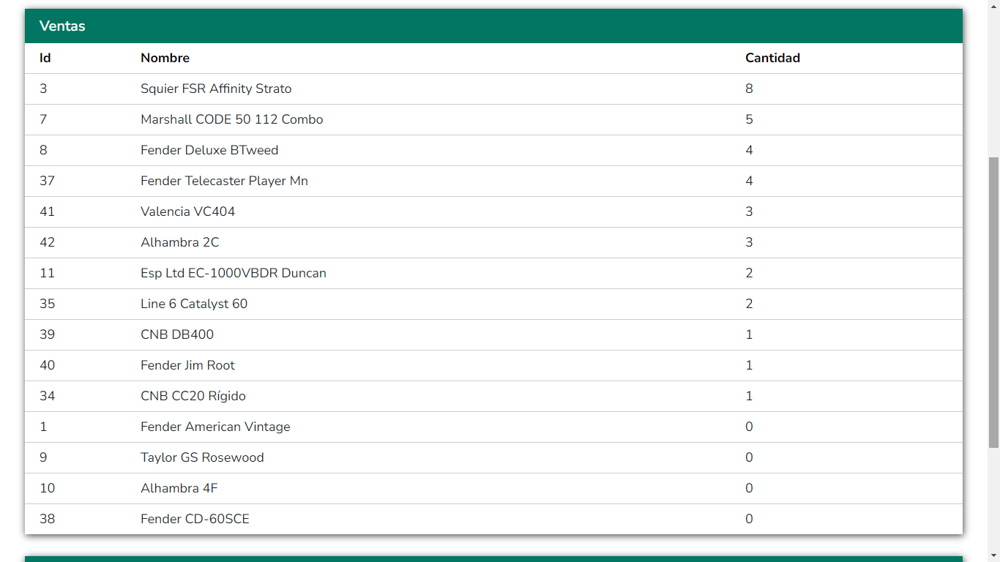 Ventas
Id Nombre Cantidad
3 Squier FSR Affinity Strato 8
7 Marshall CODE 50 112 Combo 5
8 Fender Deluxe BTweed 4
37 Fender Telecaster Player Mn 4
41 Valencia VC404 3
42 Alhambra 2C 3
11 Esp Ltd EC-1000VBDR Duncan 2
35 Line 6 Catalyst 60 2
39 CNB DB400 1
40 Fender Jim Root 1
34 CNB CC20 Rígido 1
1 Fender American Vintage 0
9 Taylor GS Rosewood 0
10 Alhambra 4F 0
38 Fender CD-60SCE 0